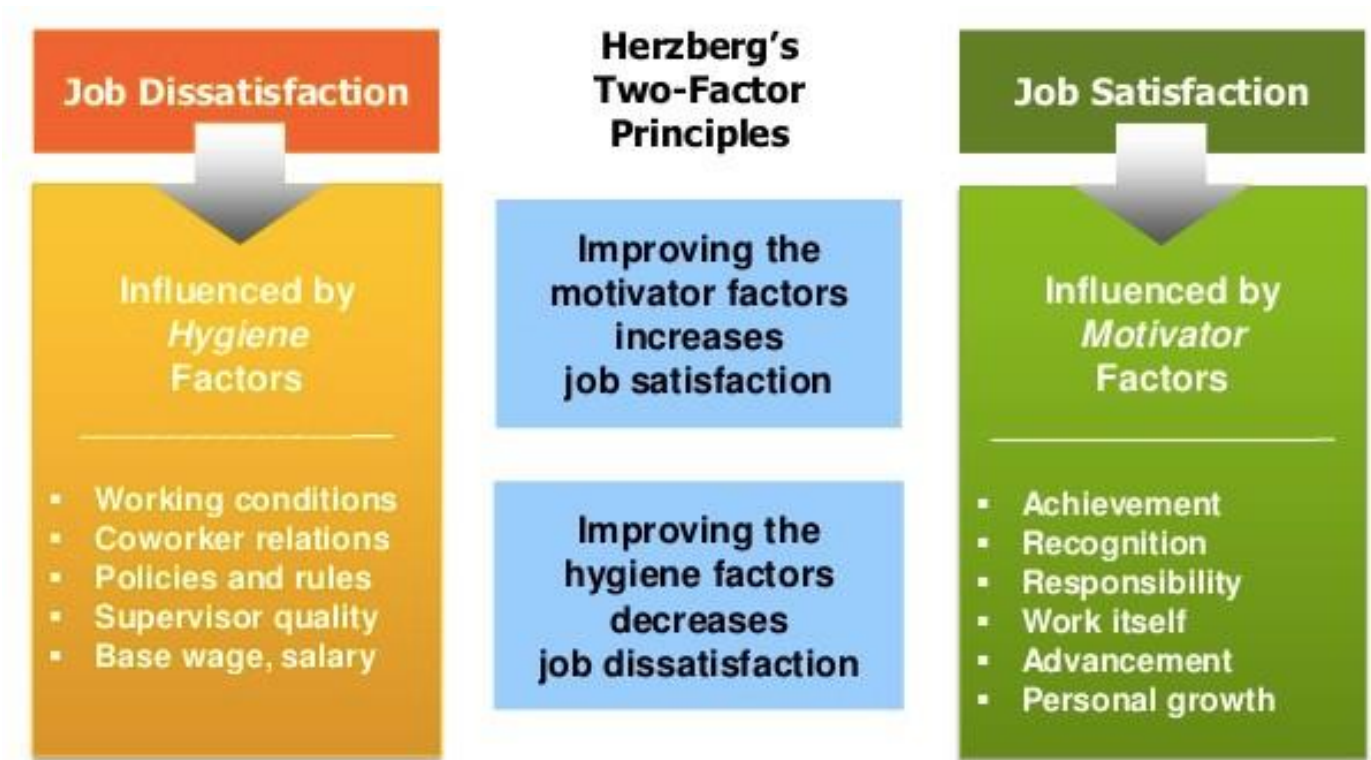 Job Dissatisfaction
Influenced by
Hygiene
Factors
▪ Working conditions
▪ Coworker relations
▪ Policies and rules
▪ Supervisor quality
▪ Base wage, salary
Herzberg’s
Two-Factor
Principles
Improving the
motivator factors
increases
job satisfaction
Improving the
hygiene factors
decreases
job dissatisfaction
Job Satisfaction
Influenced by
Motivator
Factors
▪ Achievement
▪ Recognition
▪ Responsibility
▪ Work itself
▪ Advancement
▪ Personal growth